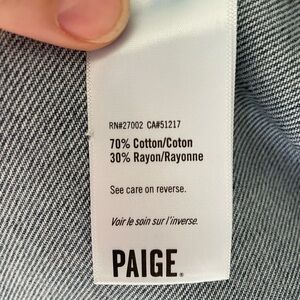 RN#27002 CA#51217
70% Cotton/Coton
30% Rayon/Rayonne
See care on reverse.
Voir le soin sur l'inverse.
PAIGE®